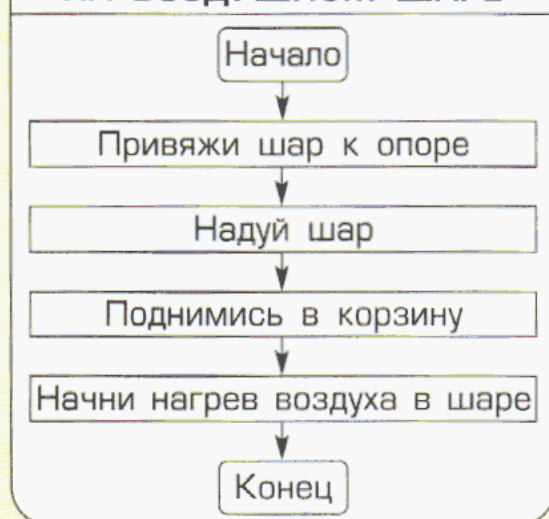 Начало
Привяжи шар к опоре
Надуй шар
Поднимись в корзину
Начни нагрев воздуха в шаре
Конец